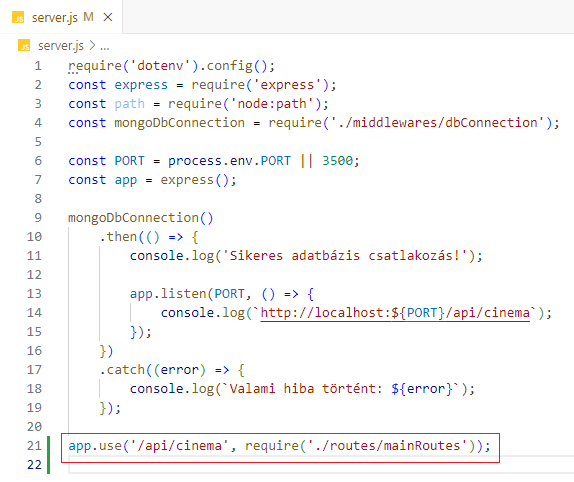 JS server.js M ×
JS server.js > ...
1 require('dotenv').config();
2 const express = require('express');
3 const path = require('node:path');
4 const mongoDbConnection = require('./middlewares/dbConnection');
5
6 const PORT = process.env.PORT || 3500;
7 const app = express();
8
9 mongoDbConnection()
10     .then(() => {
11         console.log('Sikeres adatbázis csatlakozás!');
12
13         app.listen(PORT, () => {
14             console.log(`http://localhost:${PORT}/api/cinema`);
15         });
16     })
17     .catch((error) => {
18         console.log(`Valami hiba történt: ${error}`);
19     });
20
21 app.use('/api/cinema', require('./routes/mainRoutes'));
22